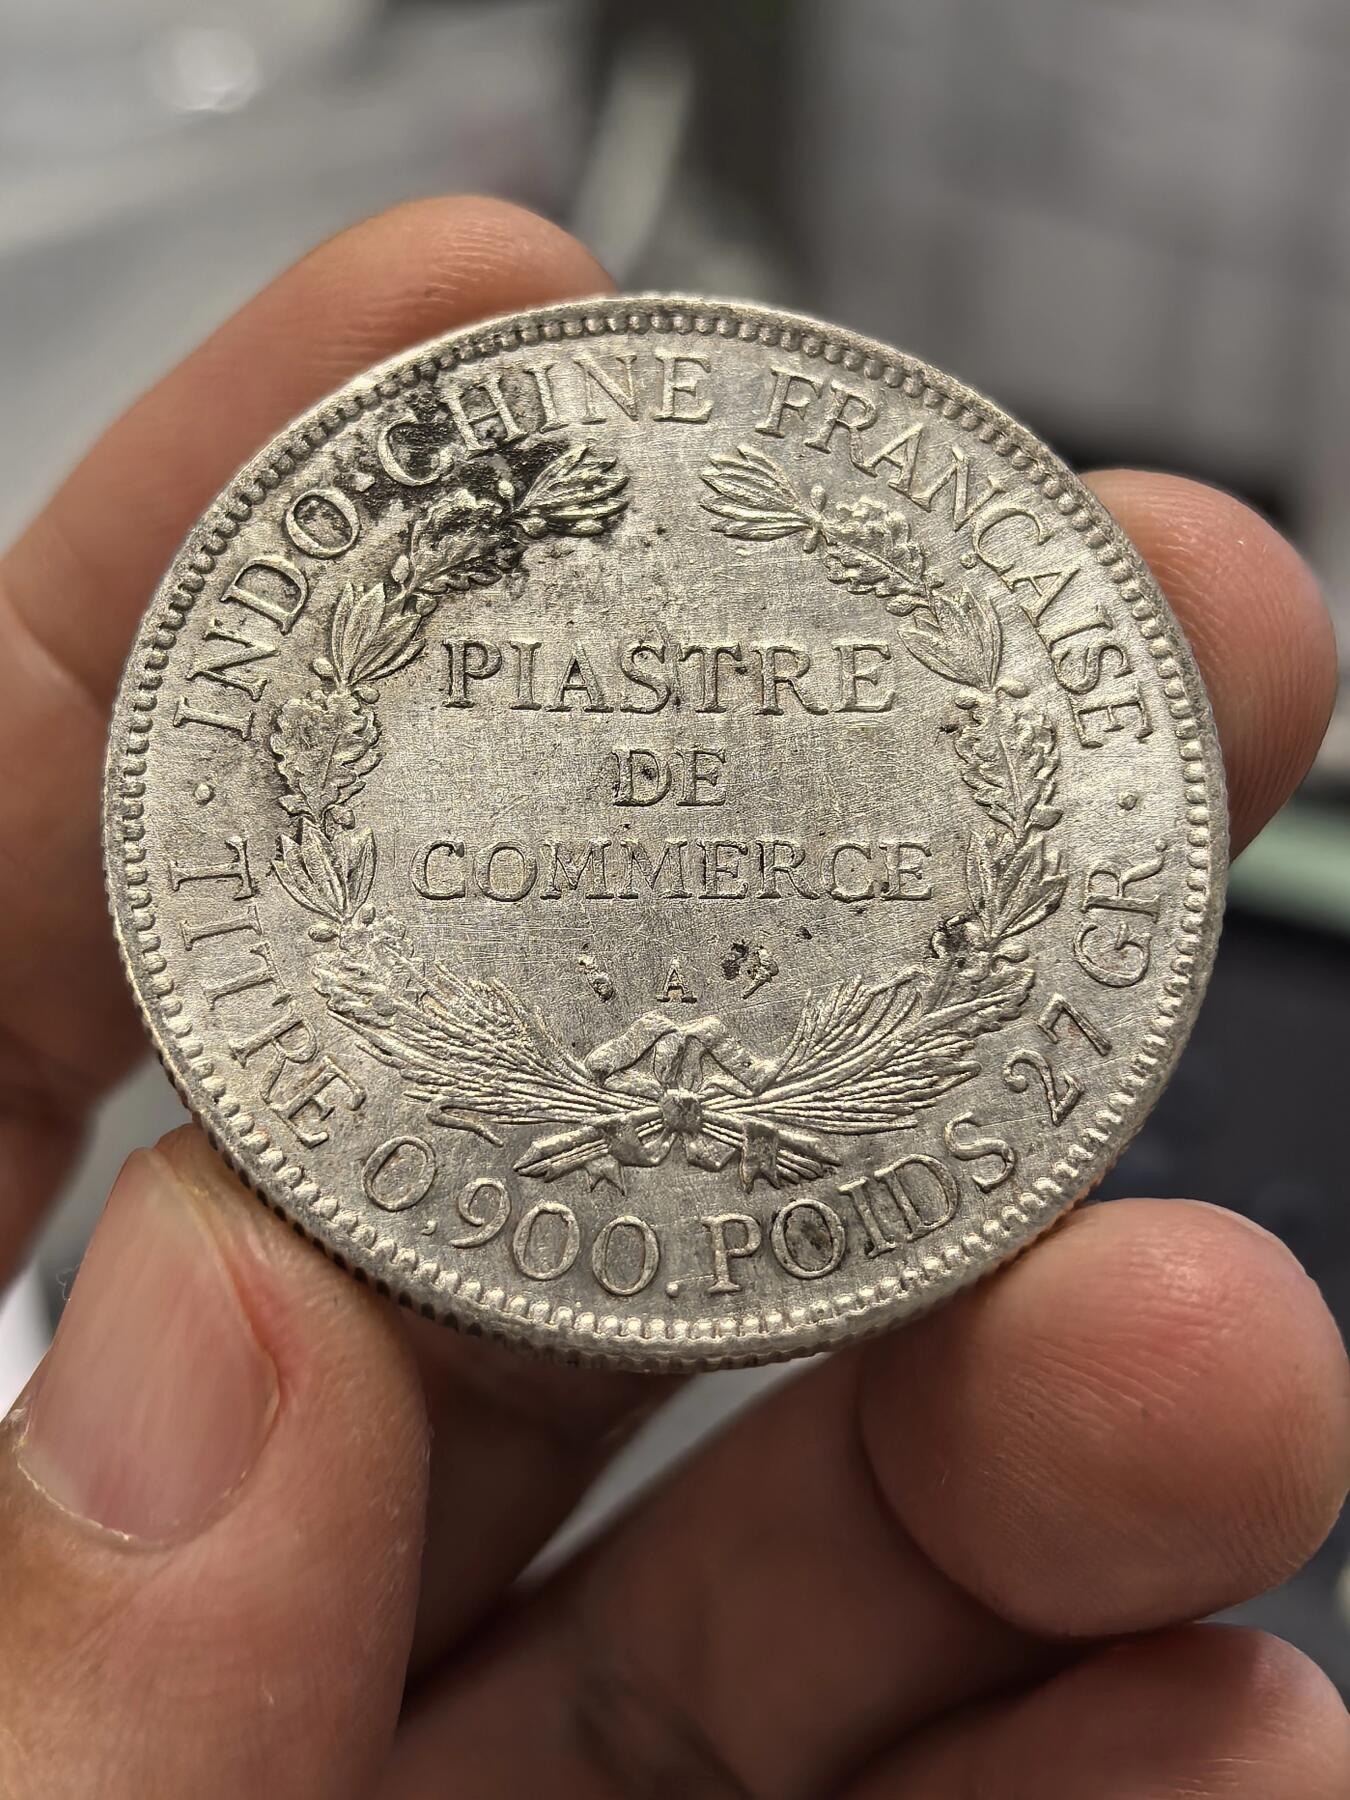 INDO-CHINE FRANÇAISE
PIASTRE
DE
COMMERCE
A
TITRE 0,900. POIDS 27 GR.